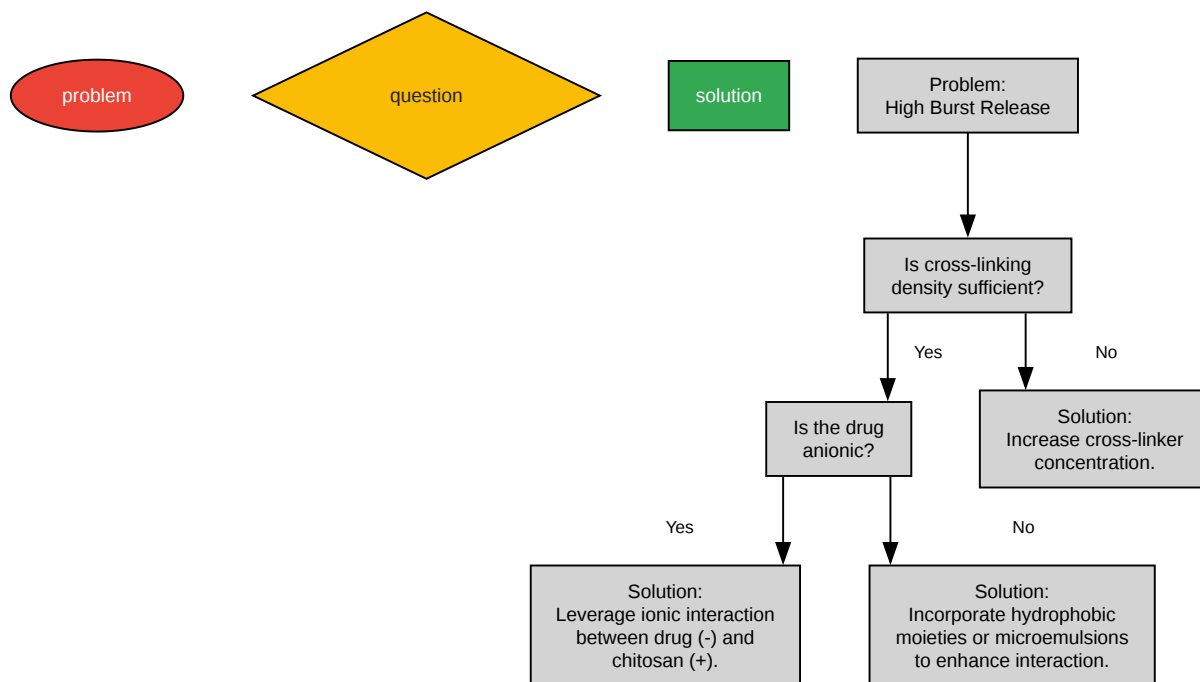 problem
question
solution
Problem:
High Burst Release
Is cross-linking
density sufficient?
Yes
No
Is the drug
anionic?
Solution:
Increase cross-linker
concentration.
Yes
No
Solution:
Leverage ionic interaction
between drug (-) and
chitosan (+).
Solution:
Incorporate hydrophobic
moieties or microemulsions
to enhance interaction.